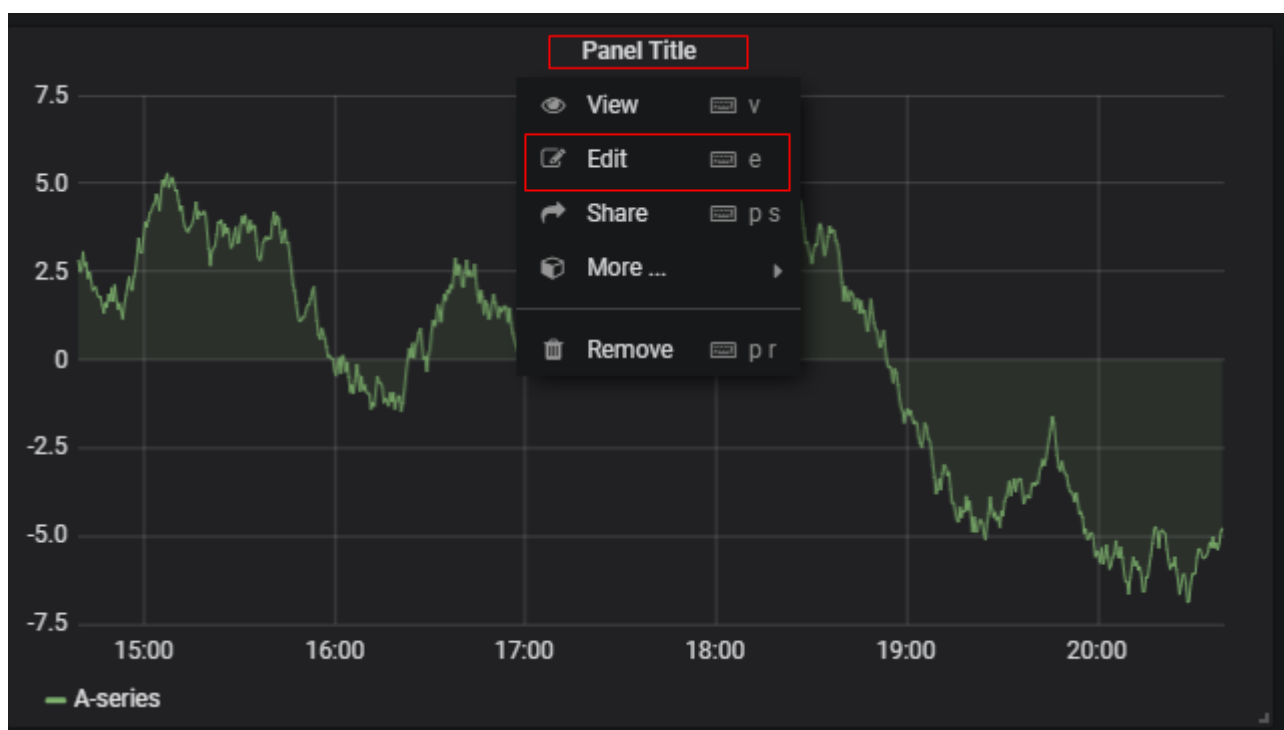 Panel Title
7.5
View v
Edit e
5.0
Share p s
2.5
More ...
0
Remove p r
-2.5
-5.0
-7.5
15:00 16:00 17:00 18:00 19:00 20:00
A-series